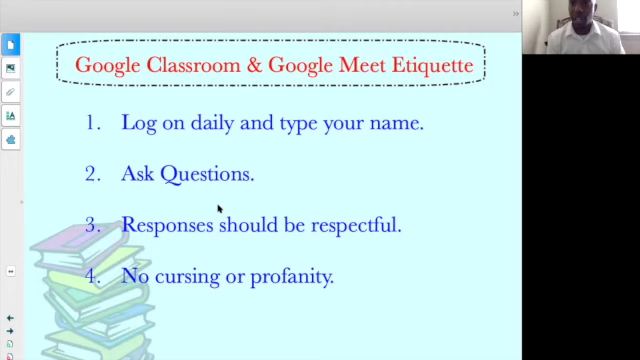 Google Classroom & Google Meet Etiquette
1. Log on daily and type your name.
2. Ask Questions.
3. Responses should be respectful.
4. No cursing or profanity.